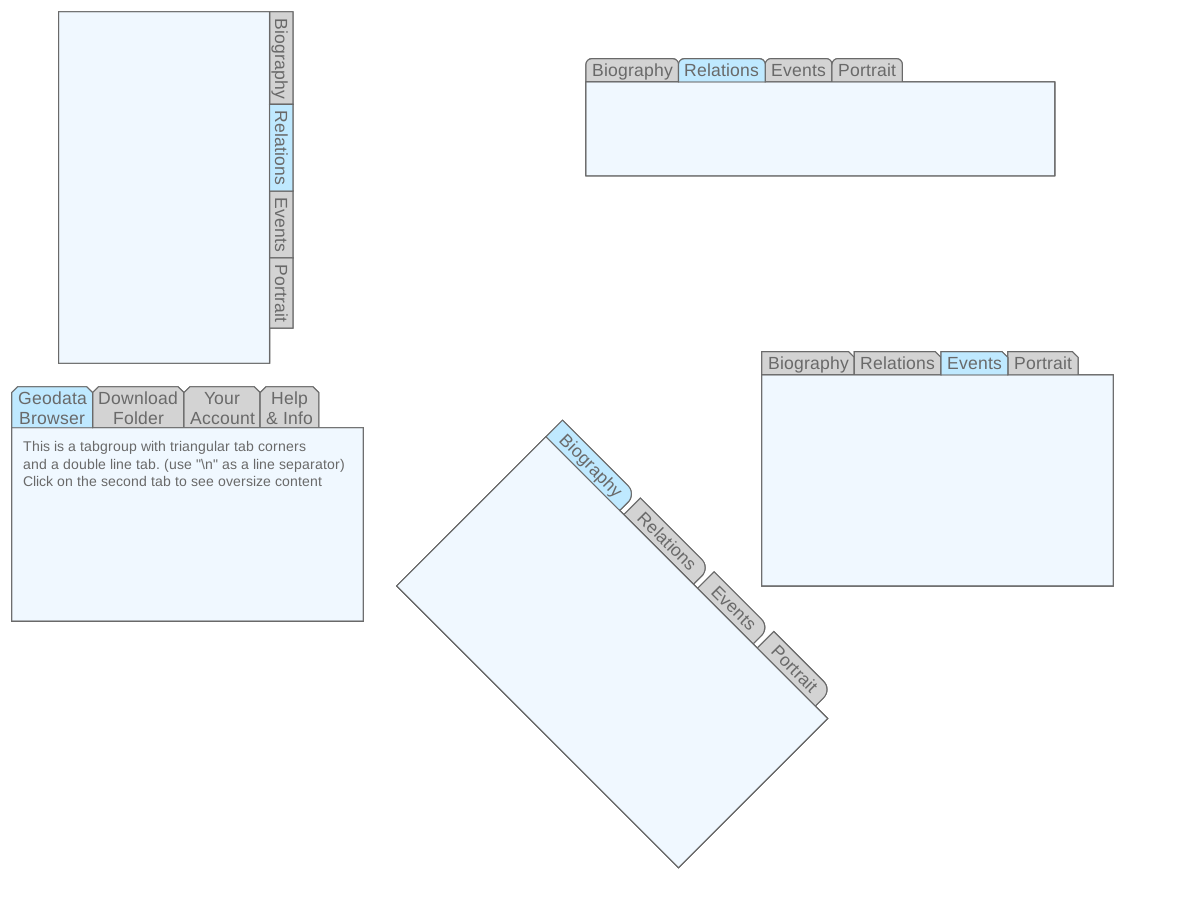 Biography
Relations
Events
Portrait
Biography Relations Events Portrait
Geodata Browser
Download Folder
Your Account
Help & Info
This is a tabgroup with triangular tab corners
and a double line tab. (use "\n" as a line separator)
Click on the second tab to see oversize content
Biography Relations Events Portrait
Biography
Relations
Events
Portrait